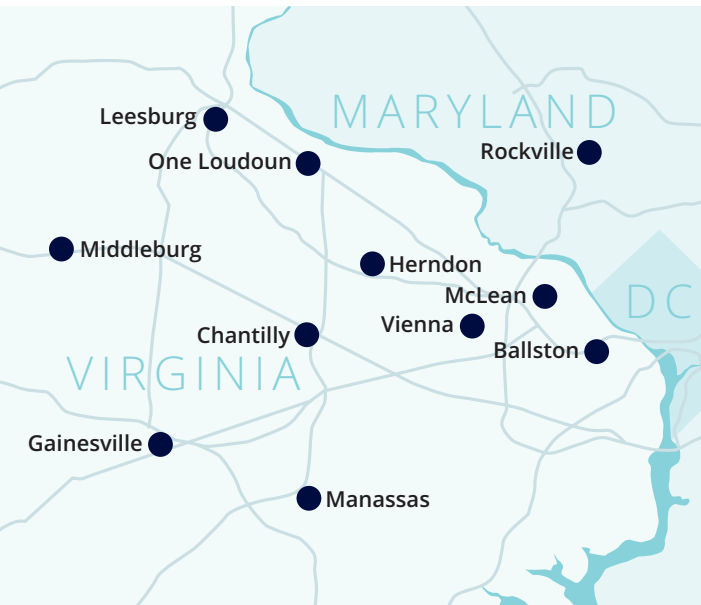 MARYLAND
Leesburg
One Loudoun
Rockville
Middleburg
Herndon
McLean
DC
Vienna
Chantilly
Ballston
VIRGINIA
Gainesville
Manassas